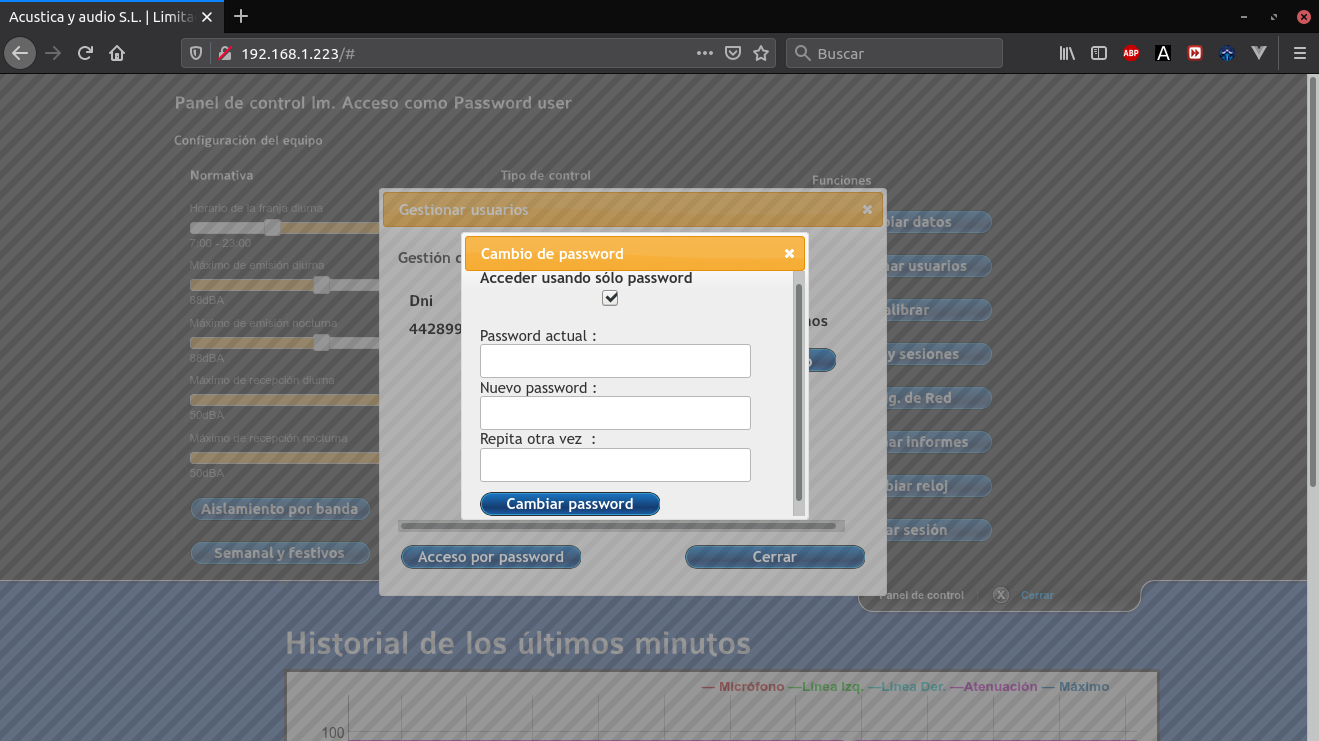 Acustica y audio S.L. | Limita
192.168.1.223/#
Buscar
ABP
A
Panel de control lm. Acceso como Password user
Configuración del equipo
Normativa
Tipo de control
Funciones
Horario de la franja diurna
7:00 - 23:00
Máximo de emisión diurna
88dBA
Máximo de emisión nocturna
88dBA
Máximo de recepción diurna
50dBA
Máximo de recepción nocturna
50dBA
Aislamiento por banda
Semanal y festivos
Gestionar usuarios
Gestión
Dni
442899
nos
Cambio de password
Acceder usando sólo password
Password actual :
Nuevo password :
Repita otra vez :
Cambiar password
Acceso por password
Cerrar
iar datos
nar usuarios
librar
y sesiones
g. de Red
ar informes
iar reloj
ar sesión
Panel de control
X
Cerrar
Historial de los últimos minutos
— Micrófono — Línea Izq. — Línea Der. — Atenuación — Máximo
100